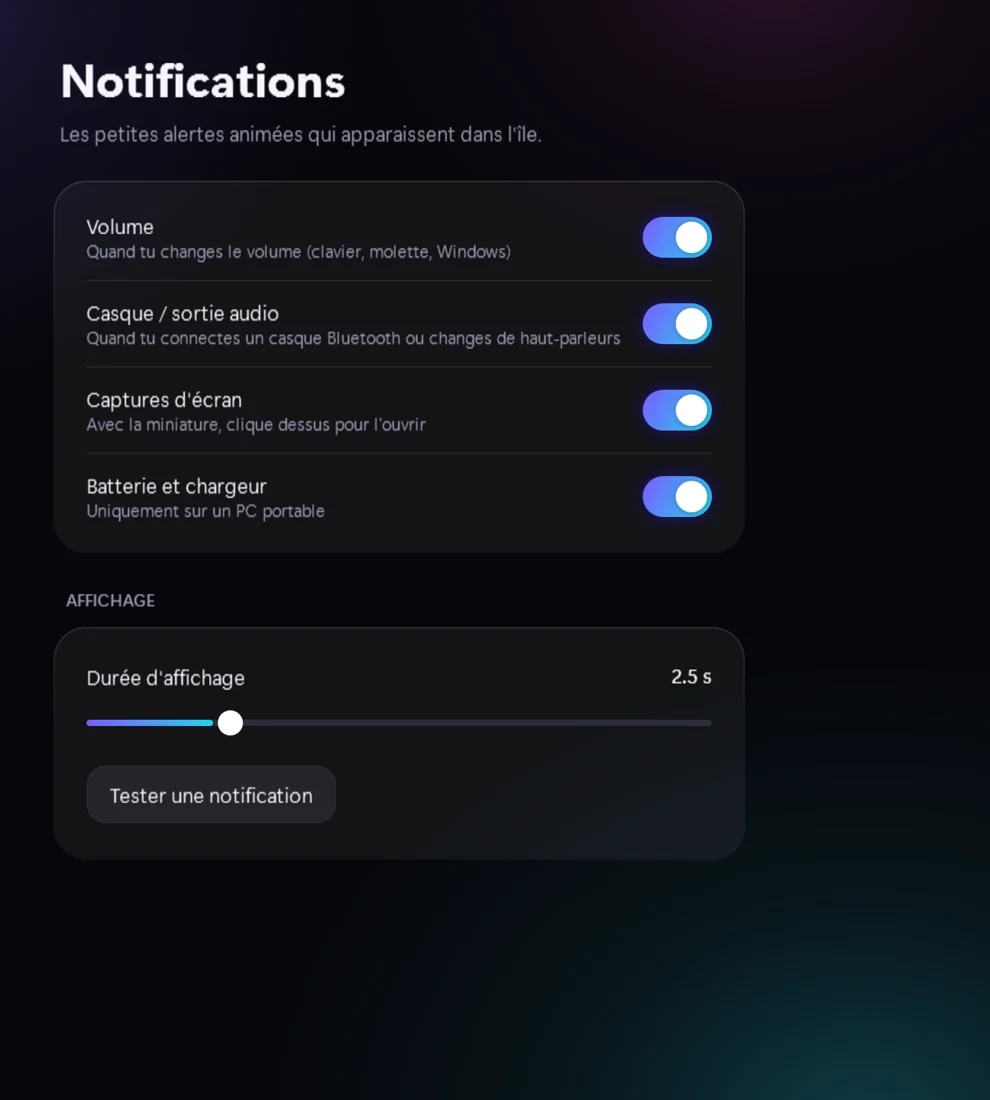 Notifications
Les petites alertes animées qui apparaissent dans l'île.
Volume
Quand tu changes le volume (clavier, molette, Windows)
Casque / sortie audio
Quand tu connectes un casque Bluetooth ou changes de haut-parleurs
Captures d'écran
Avec la miniature, clique dessus pour l'ouvrir
Batterie et chargeur
Uniquement sur un PC portable
AFFICHAGE
Durée d'affichage
2.5 s
Tester une notification